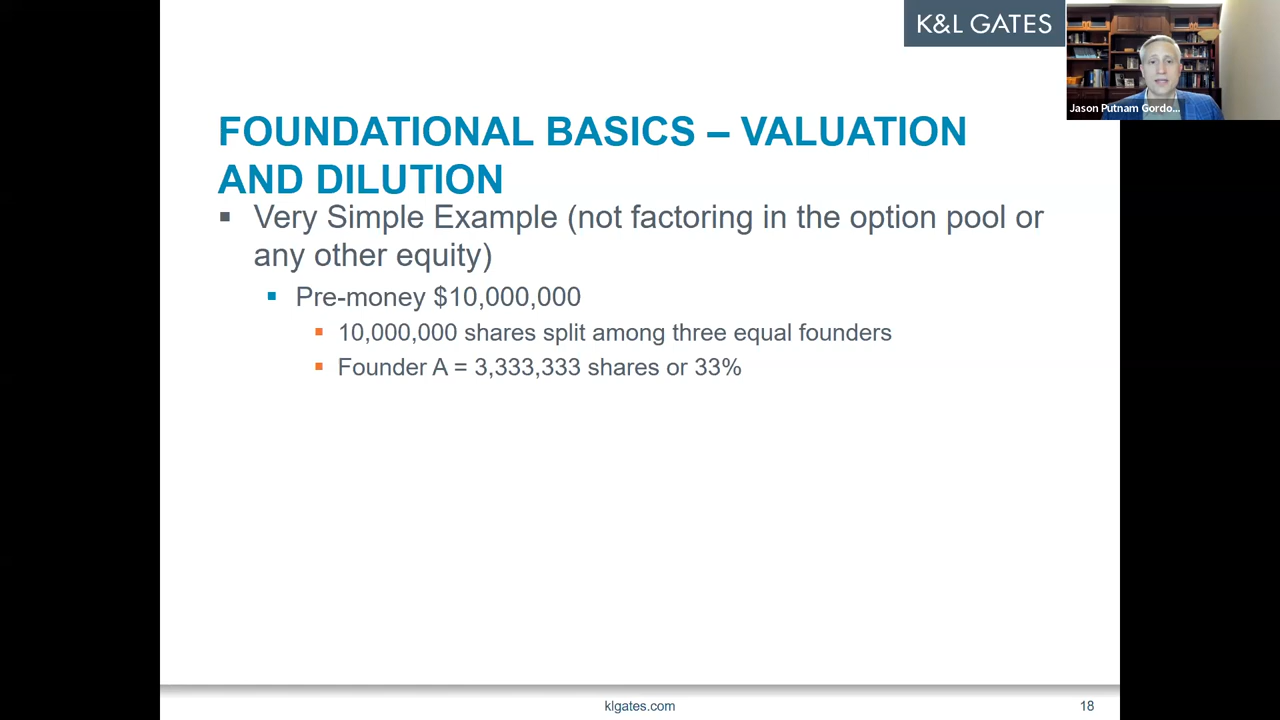 K&L GATES
Jason Putnam Gordo...
FOUNDATIONAL BASICS – VALUATION
AND DILUTION
▪ Very Simple Example (not factoring in the option pool or
any other equity)
▪ Pre-money $10,000,000
▪ 10,000,000 shares split among three equal founders
▪ Founder A = 3,333,333 shares or 33%
klgates.com
18